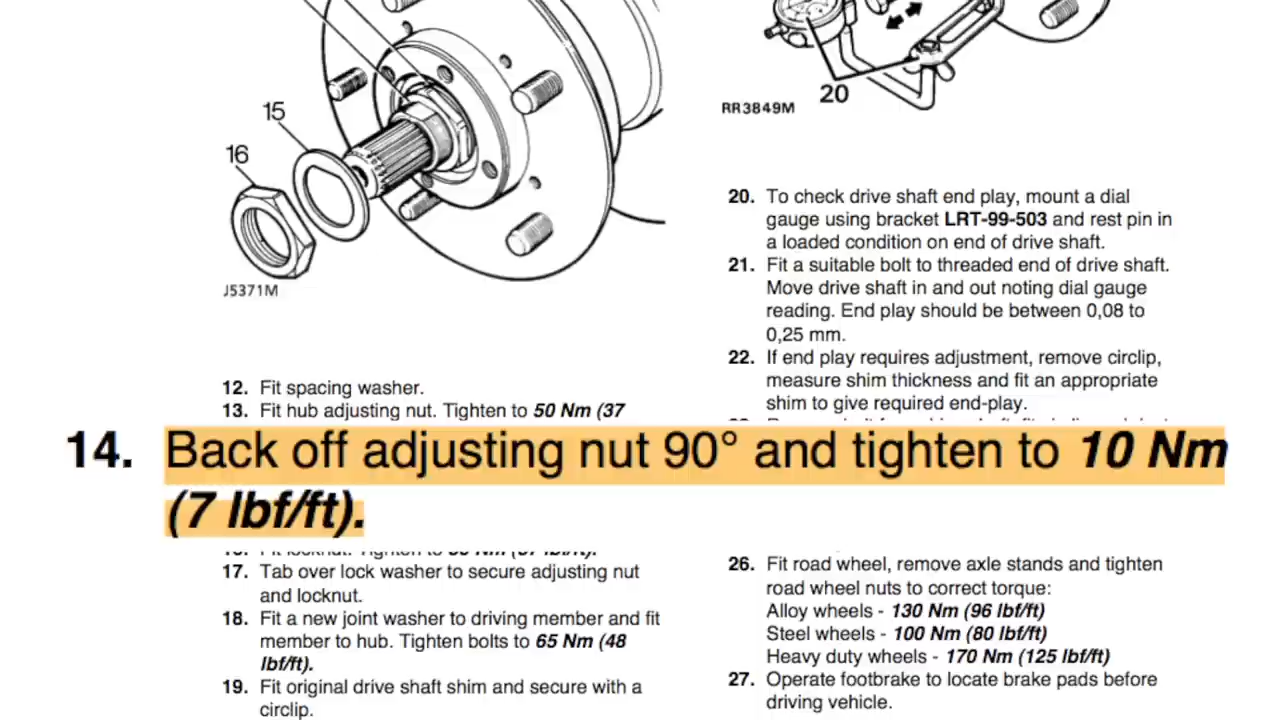 15
16
J5371M
12. Fit spacing washer.
13. Fit hub adjusting nut. Tighten to 50 Nm (37
14. Back off adjusting nut 90° and tighten to 10 Nm
(7 lbf/ft).
17. Tab over lock washer to secure adjusting nut
and locknut.
18. Fit a new joint washer to driving member and fit
member to hub. Tighten bolts to 65 Nm (48
lbf/ft).
19. Fit original drive shaft shim and secure with a
circlip.
20
RR3849M
20. To check drive shaft end play, mount a dial
gauge using bracket LRT-99-503 and rest pin in
a loaded condition on end of drive shaft.
21. Fit a suitable bolt to threaded end of drive shaft.
Move drive shaft in and out noting dial gauge
reading. End play should be between 0,08 to
0,25 mm.
22. If end play requires adjustment, remove circlip,
measure shim thickness and fit an appropriate
shim to give required end-play.
26. Fit road wheel, remove axle stands and tighten
road wheel nuts to correct torque:
Alloy wheels - 130 Nm (96 lbf/ft)
Steel wheels - 100 Nm (80 lbf/ft)
Heavy duty wheels - 170 Nm (125 lbf/ft)
27. Operate footbrake to locate brake pads before
driving vehicle.